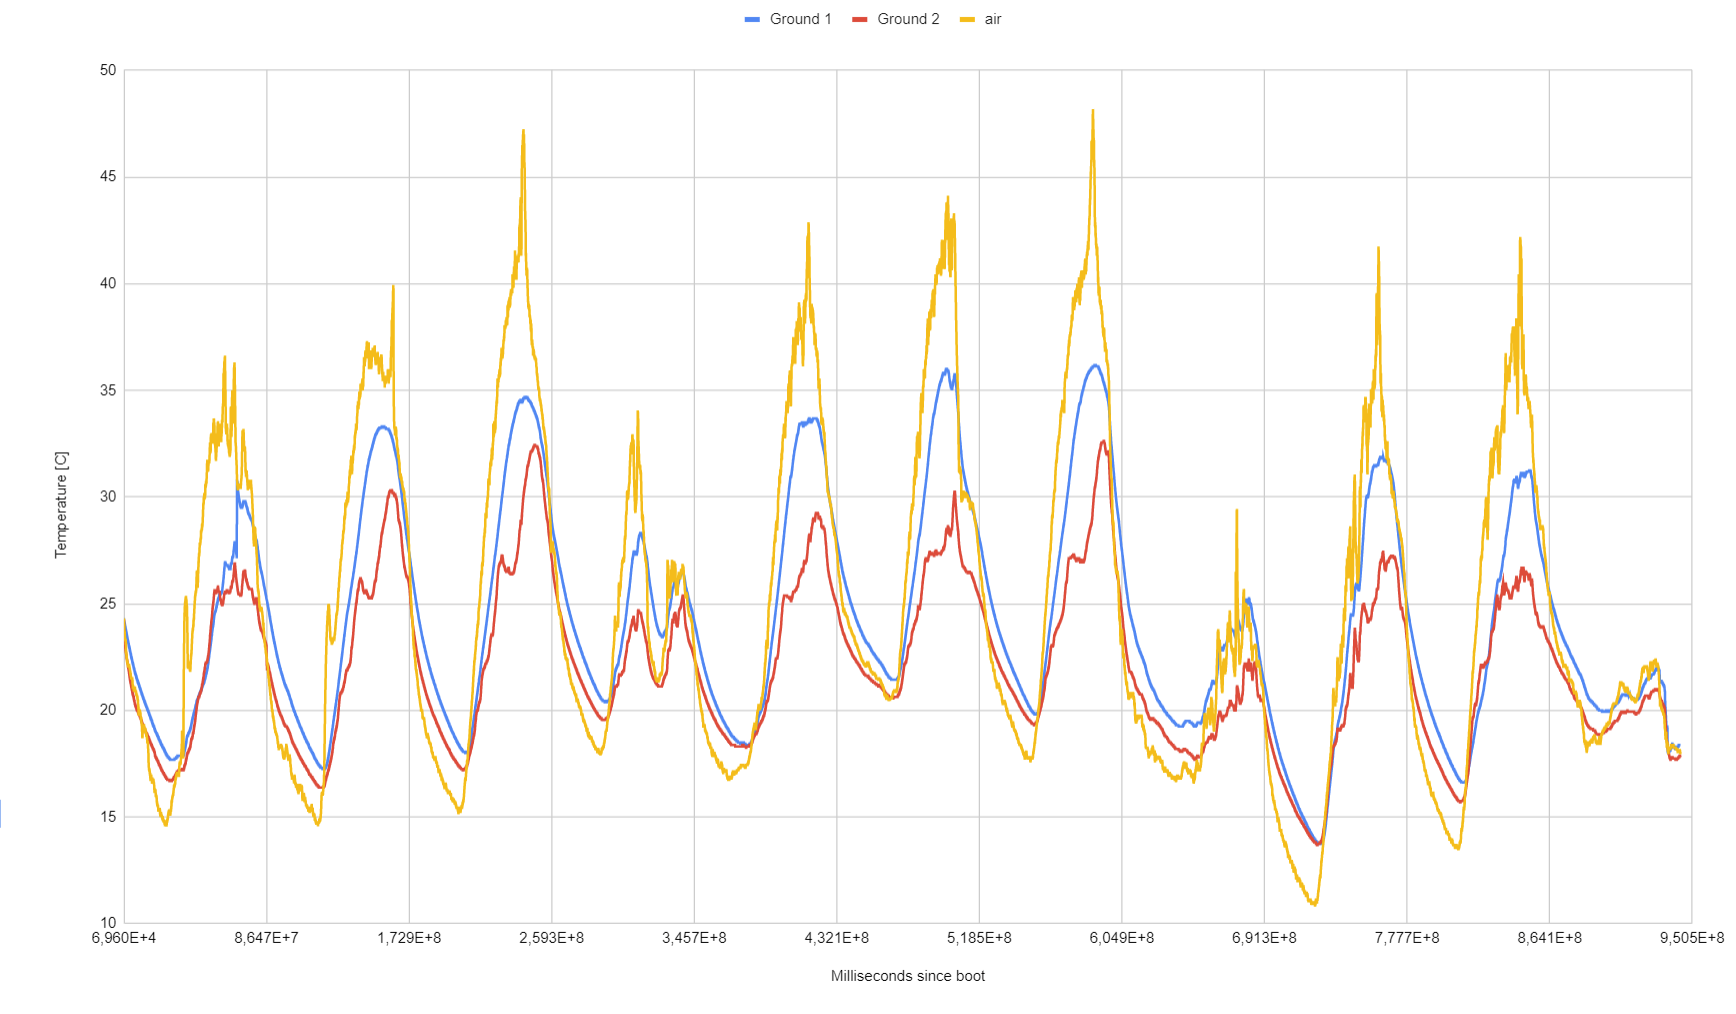 Ground 1 Ground 2 air
50
45
40
35
30
25
20
15
10
Temperature [C]
6,960E+4 8,647E+7 1,729E+8 2,593E+8 3,457E+8 4,321E+8 5,185E+8 6,049E+8 6,913E+8 7,777E+8 8,641E+8 9,505E+8
Milliseconds since boot